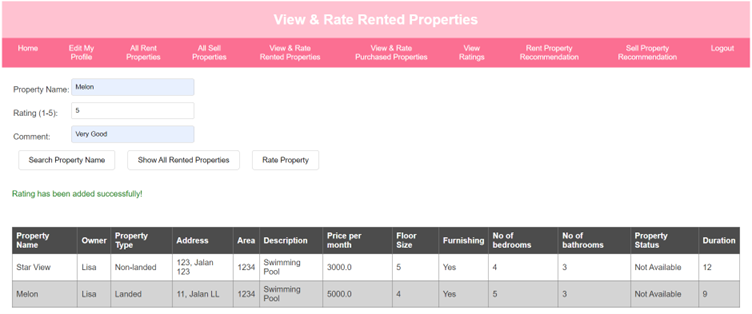 View & Rate Rented Properties
Home Edit My Profile All Rent Properties All Sell Properties View & Rate Rented Properties View & Rate Purchased Properties View Ratings Rent Property Recommendation Sell Property Recommendation Logout
Property Name: Melon
Rating (1-5): 5
Comment: Very Good
Search Property Name Show All Rented Properties Rate Property
Rating has been added successfully!
Property Name Owner Property Type Address Area Description Price per month Floor Size Furnishing No of bedrooms No of bathrooms Property Status Duration
Star View Lisa Non-landed 123, Jalan 123 1234 Swimming Pool 3000.0 5 Yes 4 3 Not Available 12
Melon Lisa Landed 11, Jalan LL 1234 Swimming Pool 5000.0 4 Yes 5 3 Not Available 9